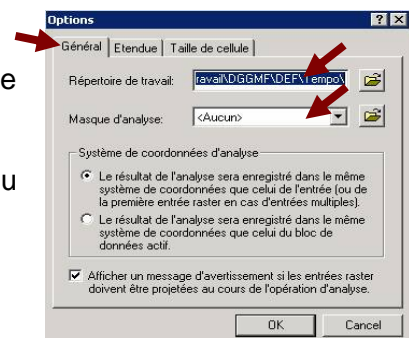 Options
Général Etendue Taille de cellule
e
Répertoire de travail: ravail\DGGMF\DEF\Tempo\
Masque d'analyse: <Aucun>
Système de coordonnées d'analyse
u
Le résultat de l'analyse sera enregistré dans le même
système de coordonnées que celui de l'entrée (ou de
la première entrée raster en cas d'entrées multiples).
Le résultat de l'analyse sera enregistré dans le même
système de coordonnées que celui du bloc de
données actif.
Afficher un message d'avertissement si les entrées raster
doivent être projetées au cours de l'opération d'analyse.
OK Cancel